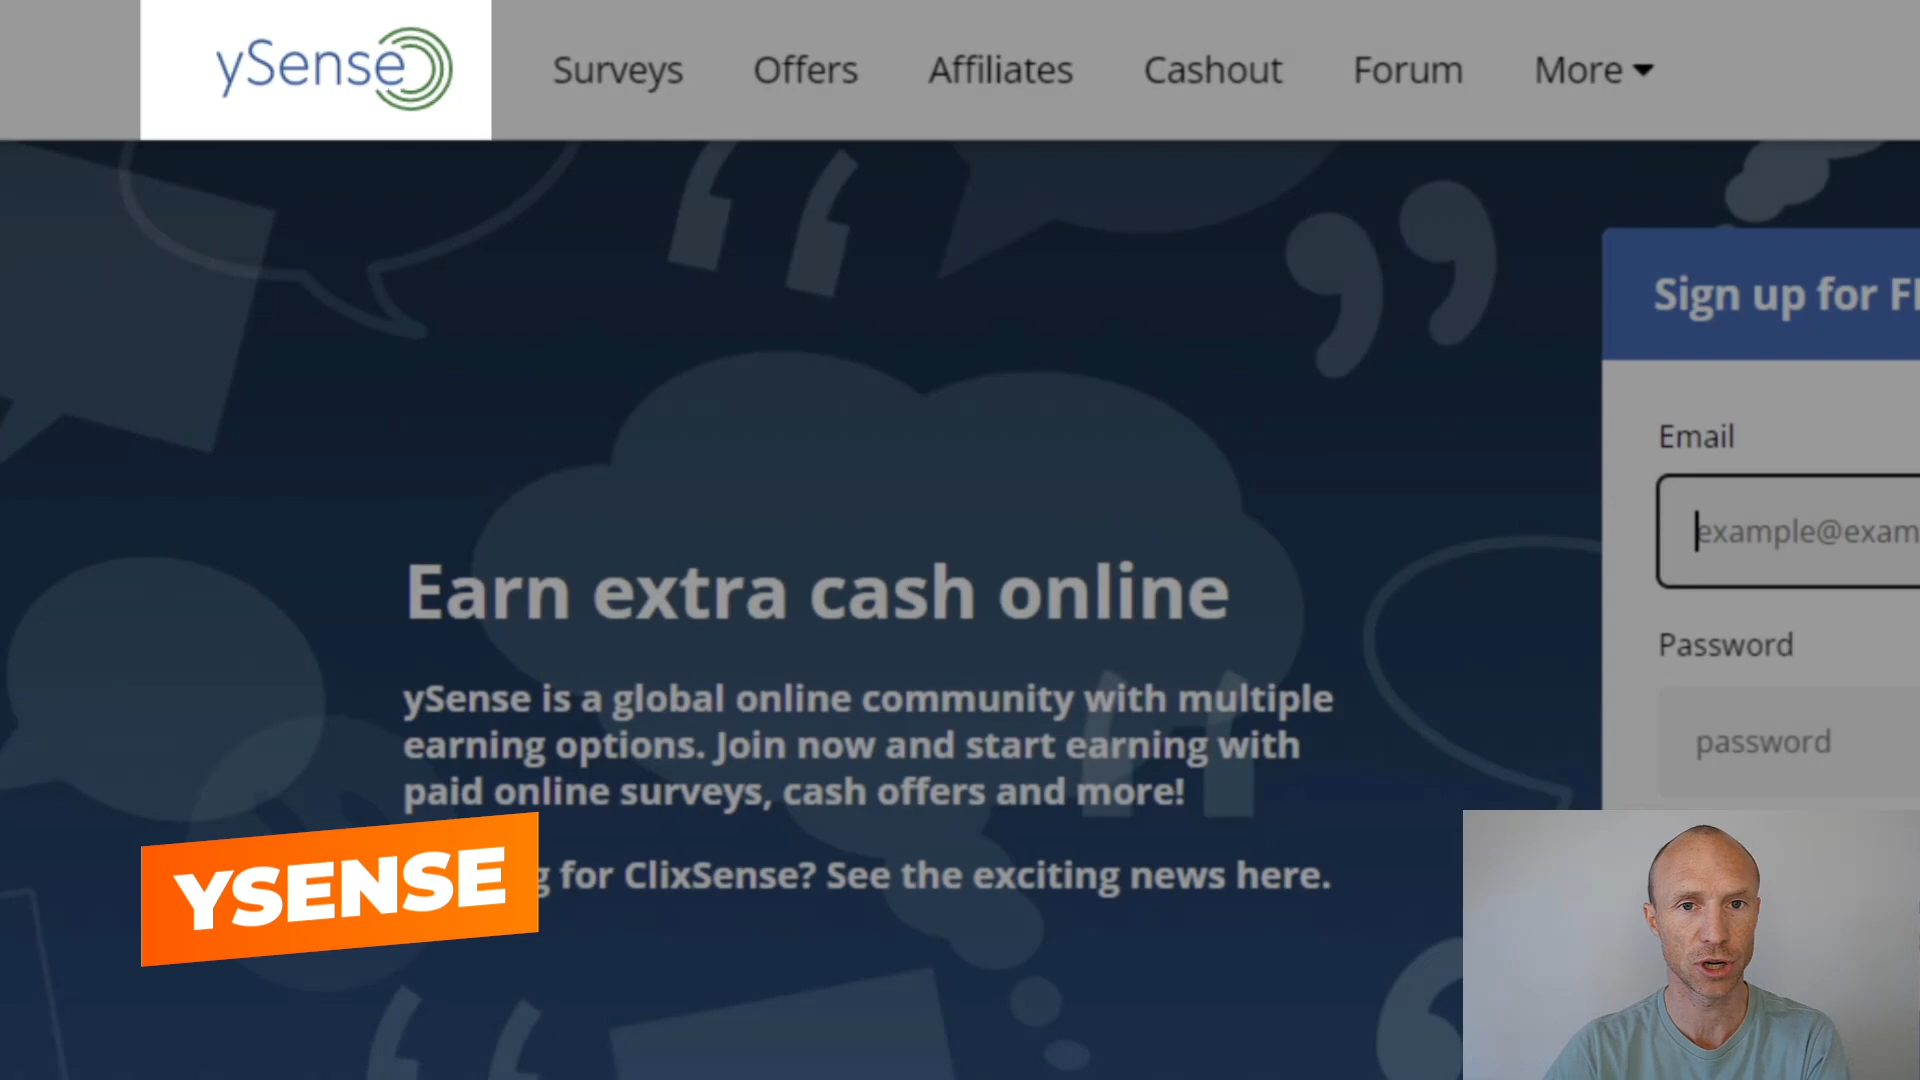 ySense
Surveys Offers Affiliates Cashout Forum More
Sign up for
Email
example@exam
Password
password
Earn extra cash online
ySense is a global online community with multiple
earning options. Join now and start earning with
paid online surveys, cash offers and more!
for ClixSense? See the exciting news here.
YSENSE